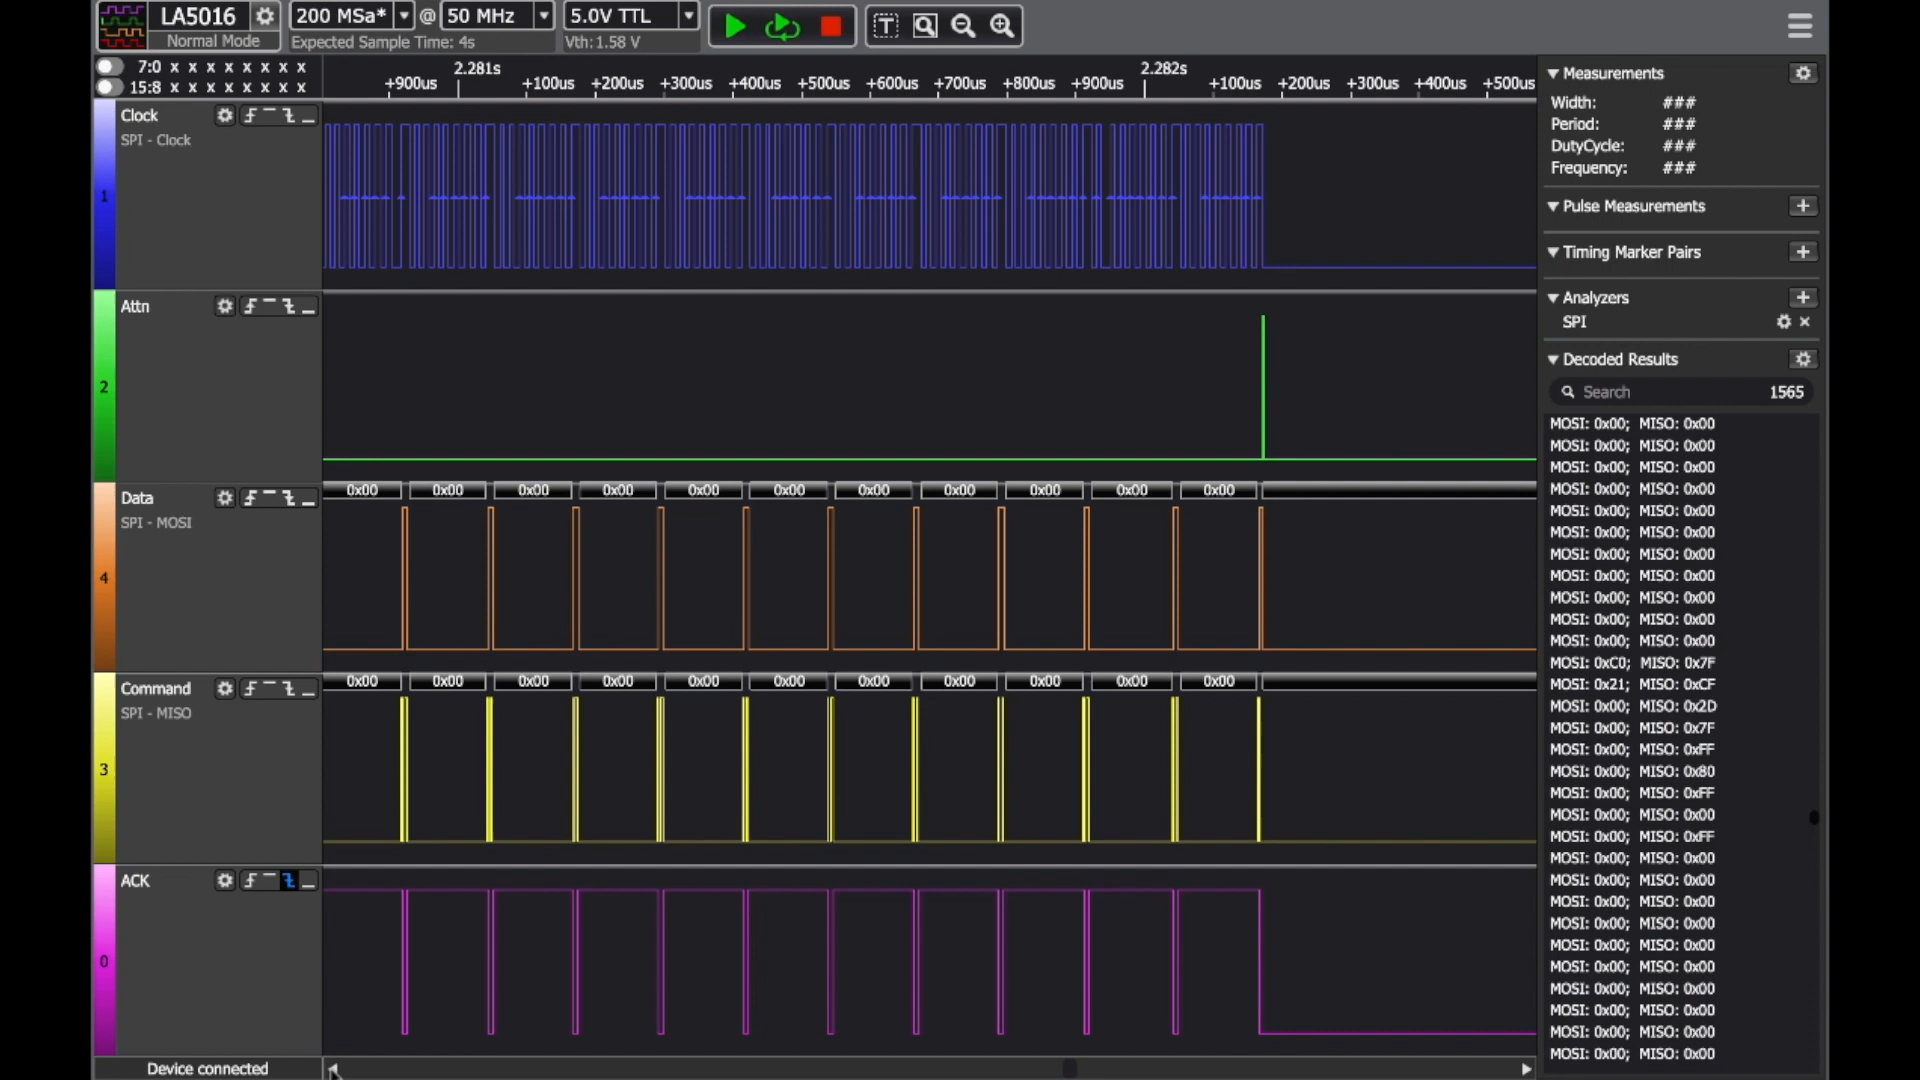 LA5016
Normal Mode
200 MSa* @ 50 MHz
Expected Sample Time: 4s
5.0V TTL
Vth:1.58 V
7:0 x x x x x x x x
15:8 x x x x x x x x
2.281s 2.282s
+900us +100us +200us +300us +400us +500us +600us +700us +800us +900us +100us +200us +300us +400us +500us
Clock
SPI - Clock
1
Attn
2
Data
SPI - MOSI
4
0x00 0x00 0x00 0x00 0x00 0x00 0x00 0x00 0x00 0x00 0x00
Command
SPI - MISO
3
0x00 0x00 0x00 0x00 0x00 0x00 0x00 0x00 0x00 0x00 0x00
ACK
0
Device connected
Measurements
Width: ###
Period: ###
DutyCycle: ###
Frequency: ###
Pulse Measurements
Timing Marker Pairs
Analyzers
SPI
Decoded Results
Search 1565
MOSI: 0x00; MISO: 0x00
MOSI: 0x00; MISO: 0x00
MOSI: 0x00; MISO: 0x00
MOSI: 0x00; MISO: 0x00
MOSI: 0x00; MISO: 0x00
MOSI: 0x00; MISO: 0x00
MOSI: 0x00; MISO: 0x00
MOSI: 0x00; MISO: 0x00
MOSI: 0x00; MISO: 0x00
MOSI: 0x00; MISO: 0x00
MOSI: 0x00; MISO: 0x00
MOSI: 0xC0; MISO: 0x7F
MOSI: 0x21; MISO: 0xCF
MOSI: 0x00; MISO: 0x2D
MOSI: 0x00; MISO: 0x7F
MOSI: 0x00; MISO: 0xFF
MOSI: 0x00; MISO: 0x80
MOSI: 0x00; MISO: 0xFF
MOSI: 0x00; MISO: 0x00
MOSI: 0x00; MISO: 0xFF
MOSI: 0x00; MISO: 0x00
MOSI: 0x00; MISO: 0x00
MOSI: 0x00; MISO: 0x00
MOSI: 0x00; MISO: 0x00
MOSI: 0x00; MISO: 0x00
MOSI: 0x00; MISO: 0x00
MOSI: 0x00; MISO: 0x00
MOSI: 0x00; MISO: 0x00
MOSI: 0x00; MISO: 0x00
MOSI: 0x00; MISO: 0x00